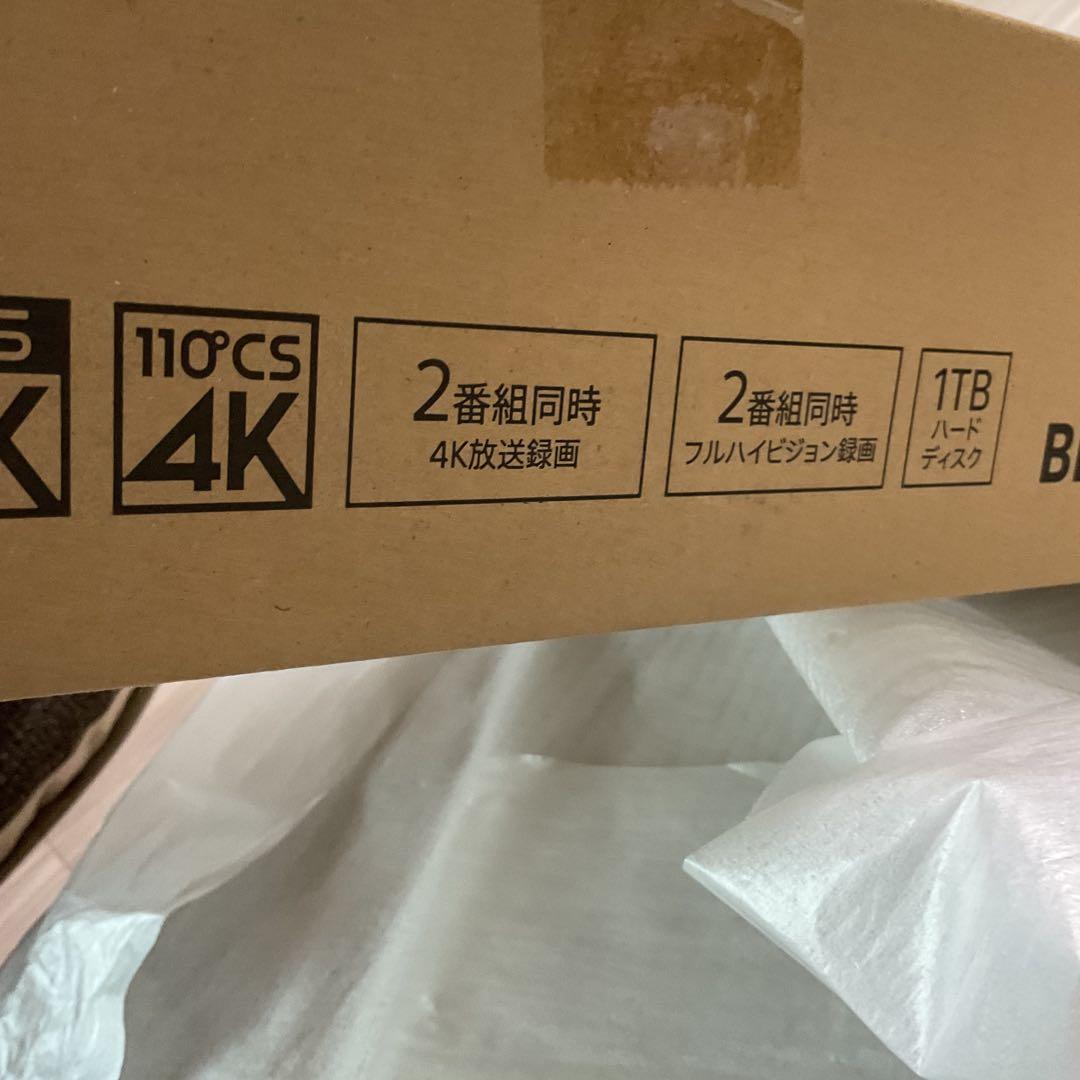 110°CS
4K
2番組同時
4K放送録画
2番組同時
フルハイビジョン録画
1TB
ハード
ディスク